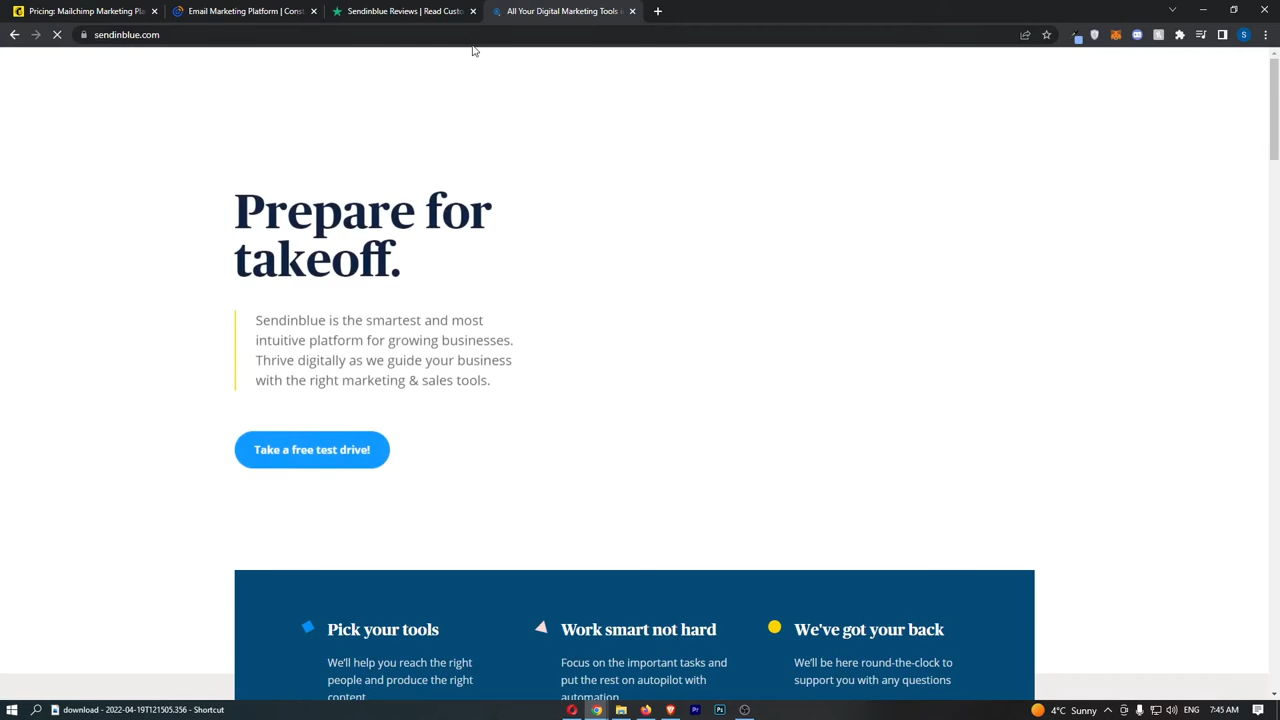 Pricing: Mailchimp Marketing Pla
Email Marketing Platform | Const
Sendinblue Reviews | Read Custo
All Your Digital Marketing Tools i
sendinblue.com
S
Prepare for
takeoff.
Sendinblue is the smartest and most
intuitive platform for growing businesses.
Thrive digitally as we guide your business
with the right marketing & sales tools.
Take a free test drive!
Pick your tools
We'll help you reach the right
people and produce the right
content
Work smart not hard
Focus on the important tasks and
put the rest on autopilot with
automation
We've got your back
We'll be here round-the-clock to
support you with any questions
download - 2022-04-19T121505.356 - Shortcut
Pr
Ps
4°C Sunny
ENG
7:45 AM